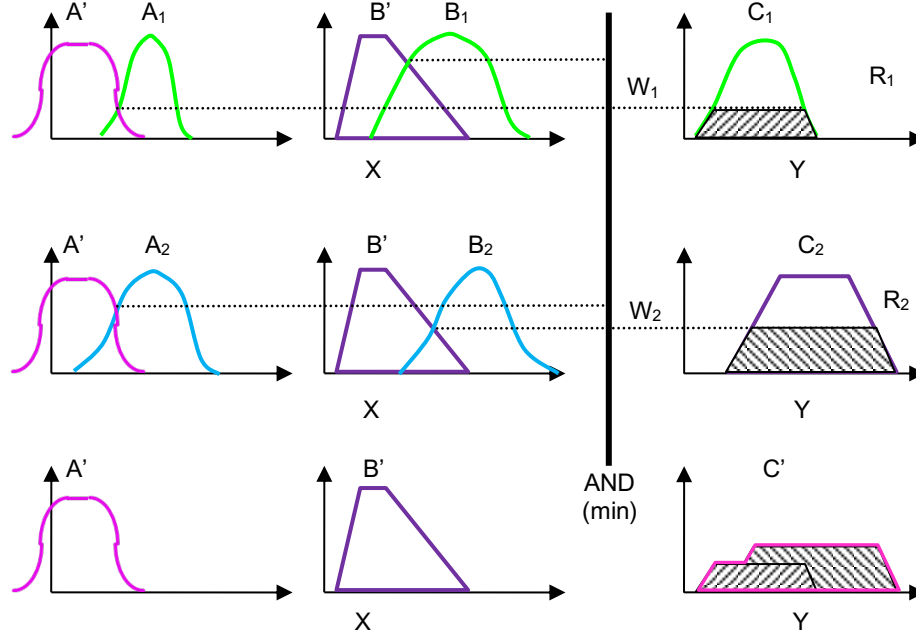 A' A₁ B' B₁ C₁
W₁ R₁
X Y
A' A₂ B' B₂ C₂
W₂ R₂
X Y
A' B’ AND C’
(min)
X Y